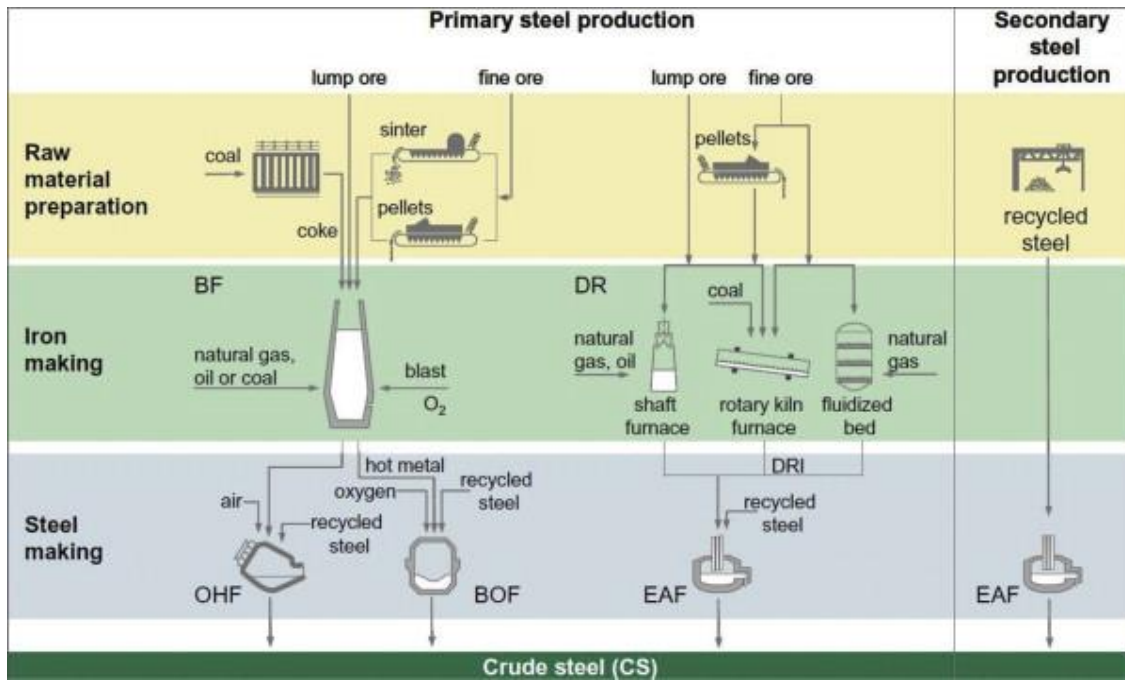 Primary steel production
Secondary
steel
production
lump ore
fine ore
lump ore
fine ore
Raw
material
preparation
coal
coke
sinter
pellets
pellets
recycled
steel
Iron
making
BF
natural gas,
oil or coal
blast
O₂
DR
coal
natural
gas, oil
natural
gas
shaft
furnace
rotary kiln
furnace
fluidized
bed
Steel
making
hot metal
air
recycled
steel
oxygen
recycled
steel
DRI
recycled
steel
OHF
BOF
EAF
EAF
Crude steel (CS)